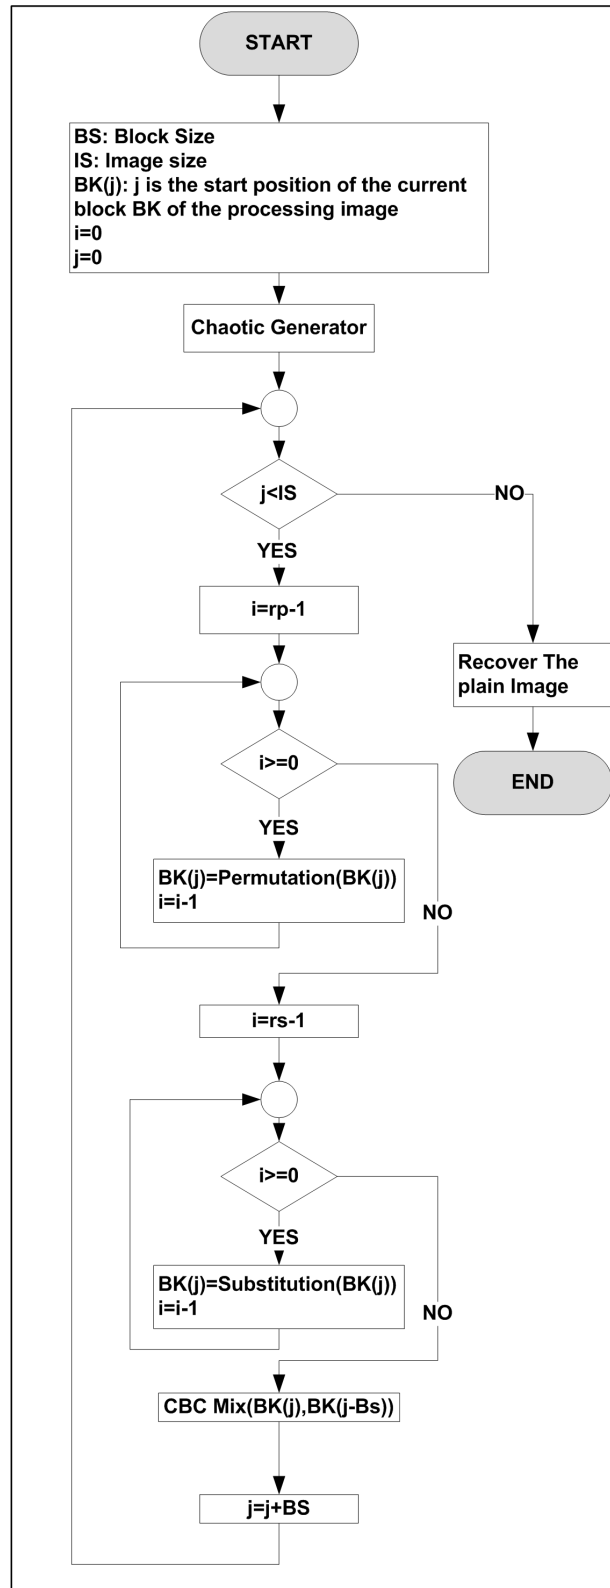 START
BS: Block Size
IS: Image size
BK(j): j is the start position of the current
block BK of the processing image
i=0
j=0
Chaotic Generator
j<IS
NO
YES
i=rp-1
Recover The
plain Image
i>=0
END
YES
BK(j)=Permutation(BK(j))
i=i-1
NO
i=rs-1
i>=0
YES
BK(j)=Substitution(BK(j))
i=i-1
NO
CBC Mix(BK(j),BK(j-Bs))
j=j+BS